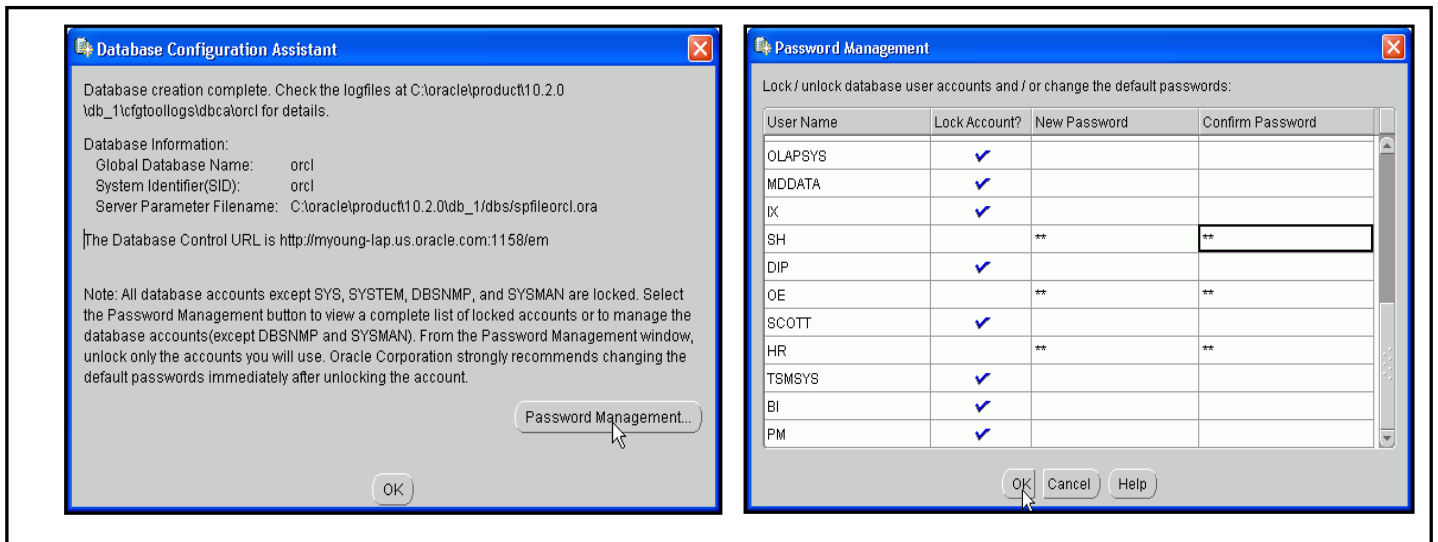 Database Configuration Assistant
Database creation complete. Check the logfiles at C:\oracle\product\10.2.0
\db_1\cfgtoollogs\dbca\orcl for details.
Database Information:
Global Database Name: orcl
System Identifier(SID): orcl
Server Parameter Filename: C:\oracle\product\10.2.0\db_1/dbs/spfileorcl.ora
The Database Control URL is http://myoung-lap.us.oracle.com:1158/em
Note: All database accounts except SYS, SYSTEM, DBSNMP, and SYSMAN are locked. Select
the Password Management button to view a complete list of locked accounts or to manage the
database accounts(except DBSNMP and SYSMAN). From the Password Management window,
unlock only the accounts you will use. Oracle Corporation strongly recommends changing the
default passwords immediately after unlocking the account.
Password Management...
OK
Password Management
Lock / unlock database user accounts and / or change the default passwords:
User Name Lock Account? New Password Confirm Password
OLAPSYS ✔
MDDATA ✔
IX ✔
SH ** **
DIP ✔
OE ** **
SCOTT ✔
HR ** **
TSMSYS ✔
BI ✔
PM ✔
OK Cancel Help